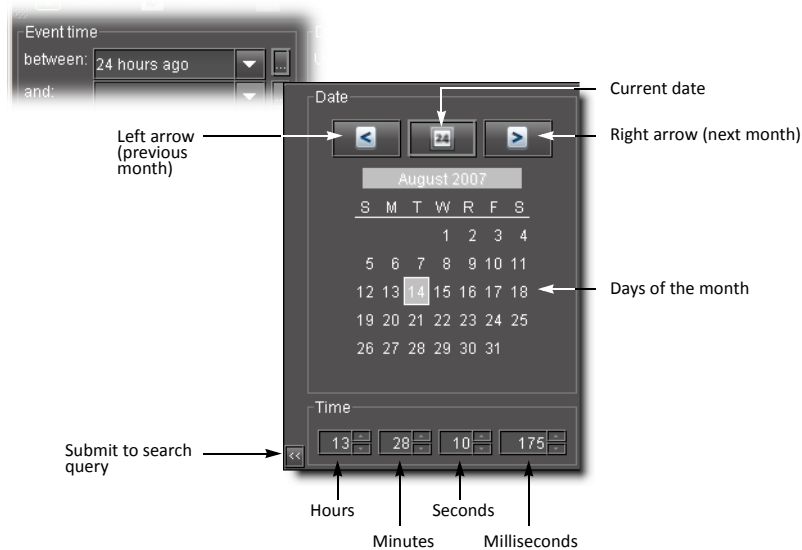 Event time
between: 24 hours ago ...
and:
Date
Current date
Left arrow
(previous
month)
<
24
>
Right arrow (next month)
August 2007
S M T W R F S
1 2 3 4
5 6 7 8 9 10 11
12 13 14 15 16 17 18
Days of the month
19 20 21 22 23 24 25
26 27 28 29 30 31
Time
13 28 10 175
Submit to search
query
<<
Hours
Seconds
Minutes
Milliseconds